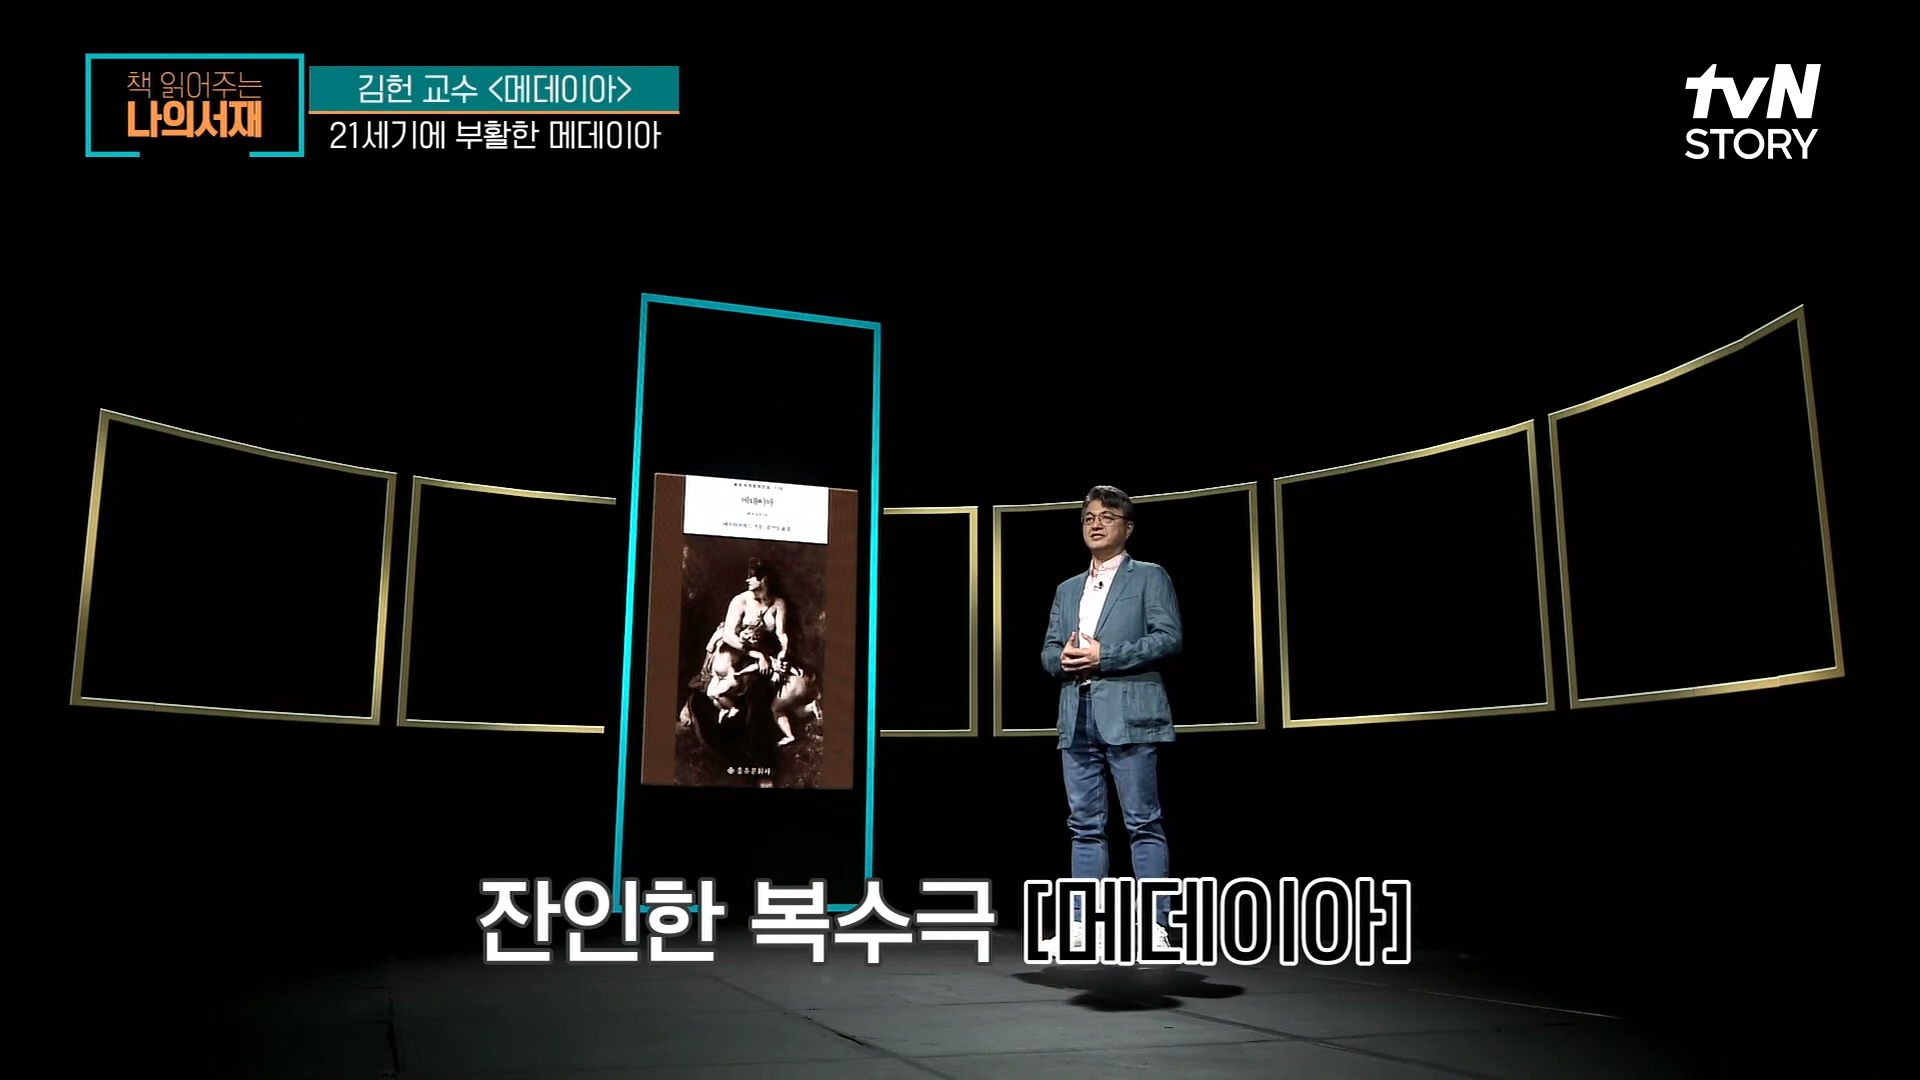 책 읽어주는
나의서재
김헌 교수 <메데이아>
21세기에 부활한 메데이아
tvN
STORY
메데이아
을유문화사
잔인한 복수극 [메데이아]